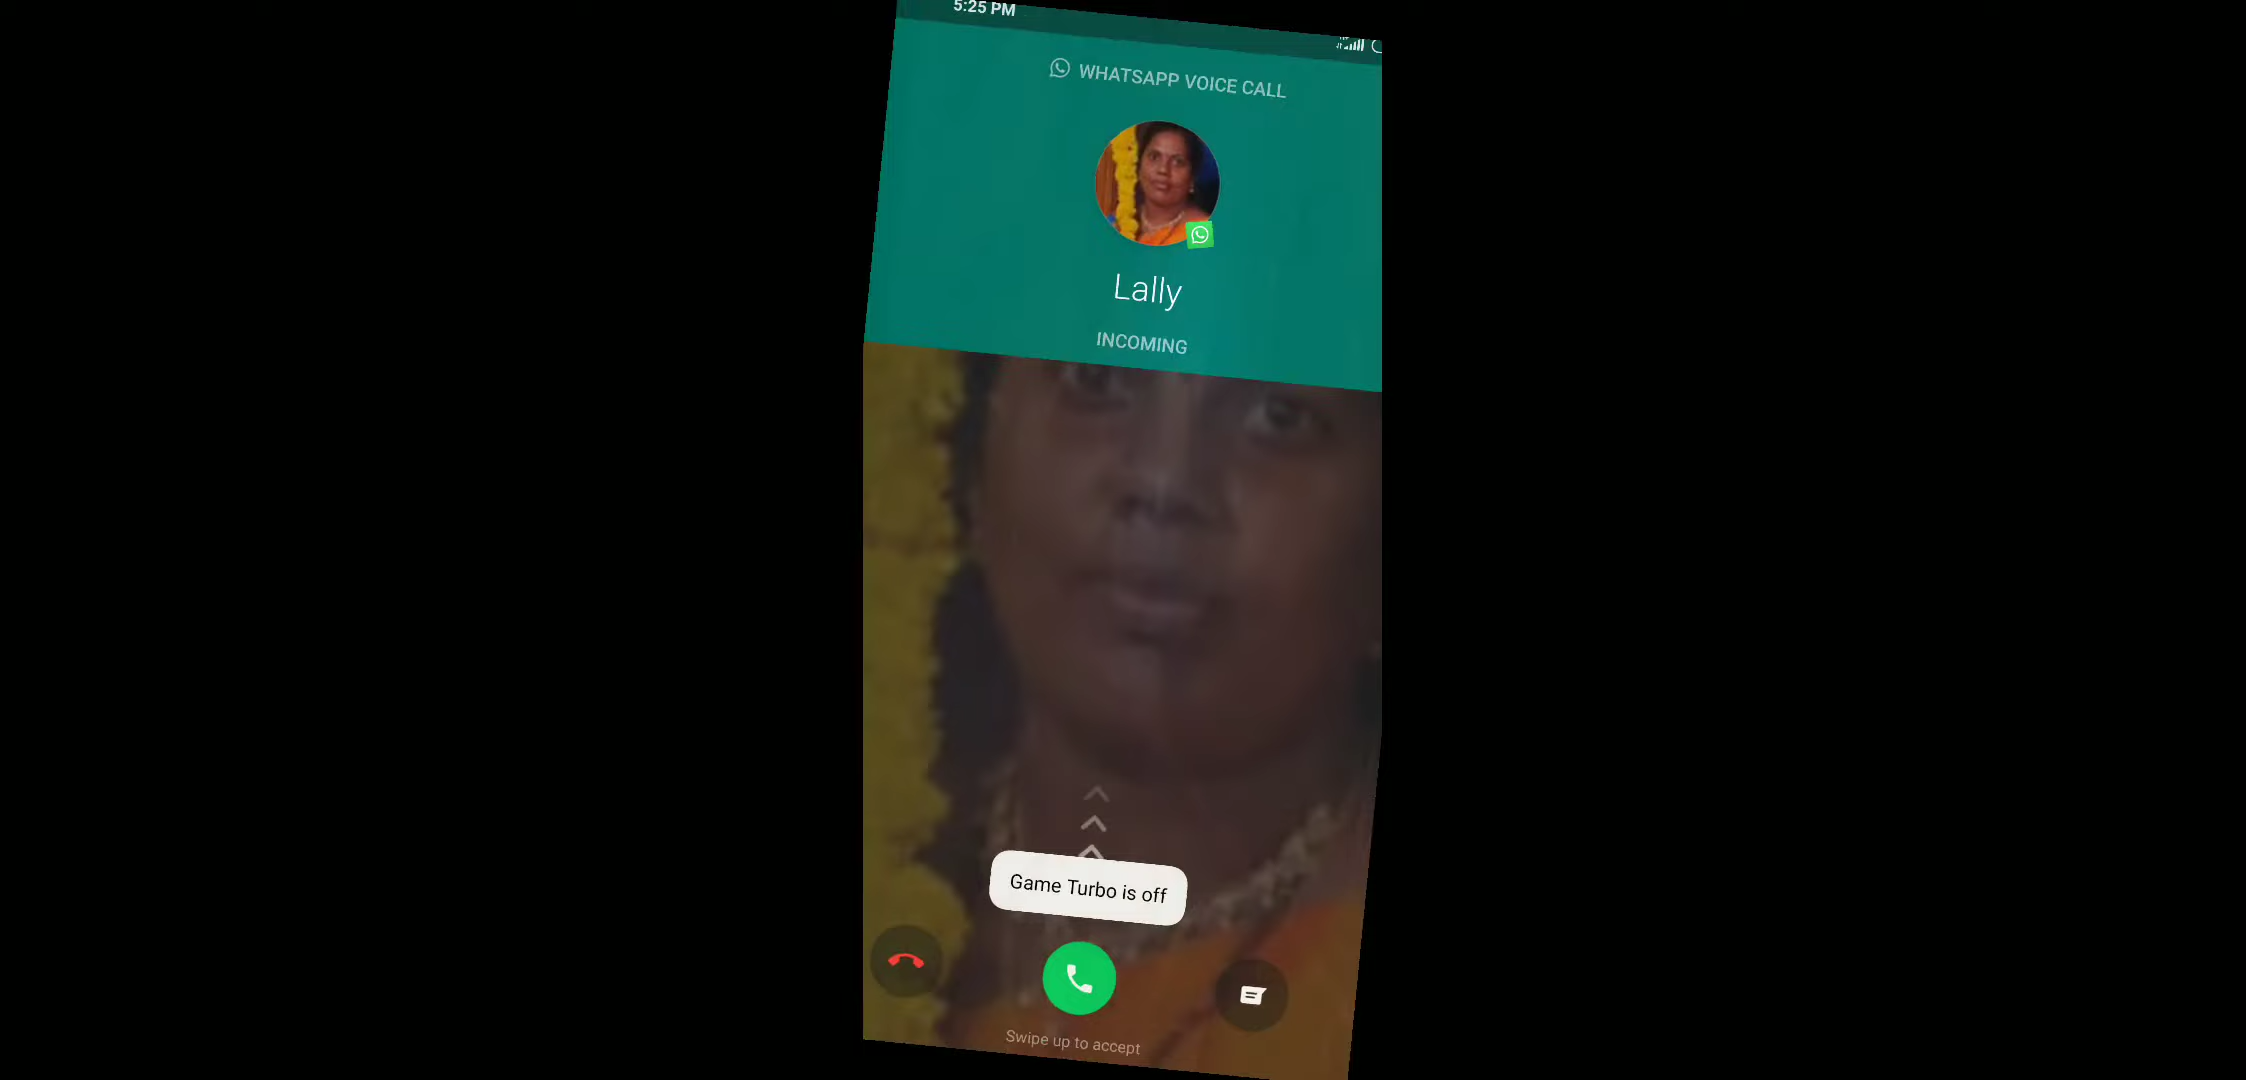 5:25 PM
WHATSAPP VOICE CALL
Lally
INCOMING
Game Turbo is off
Swipe up to accept